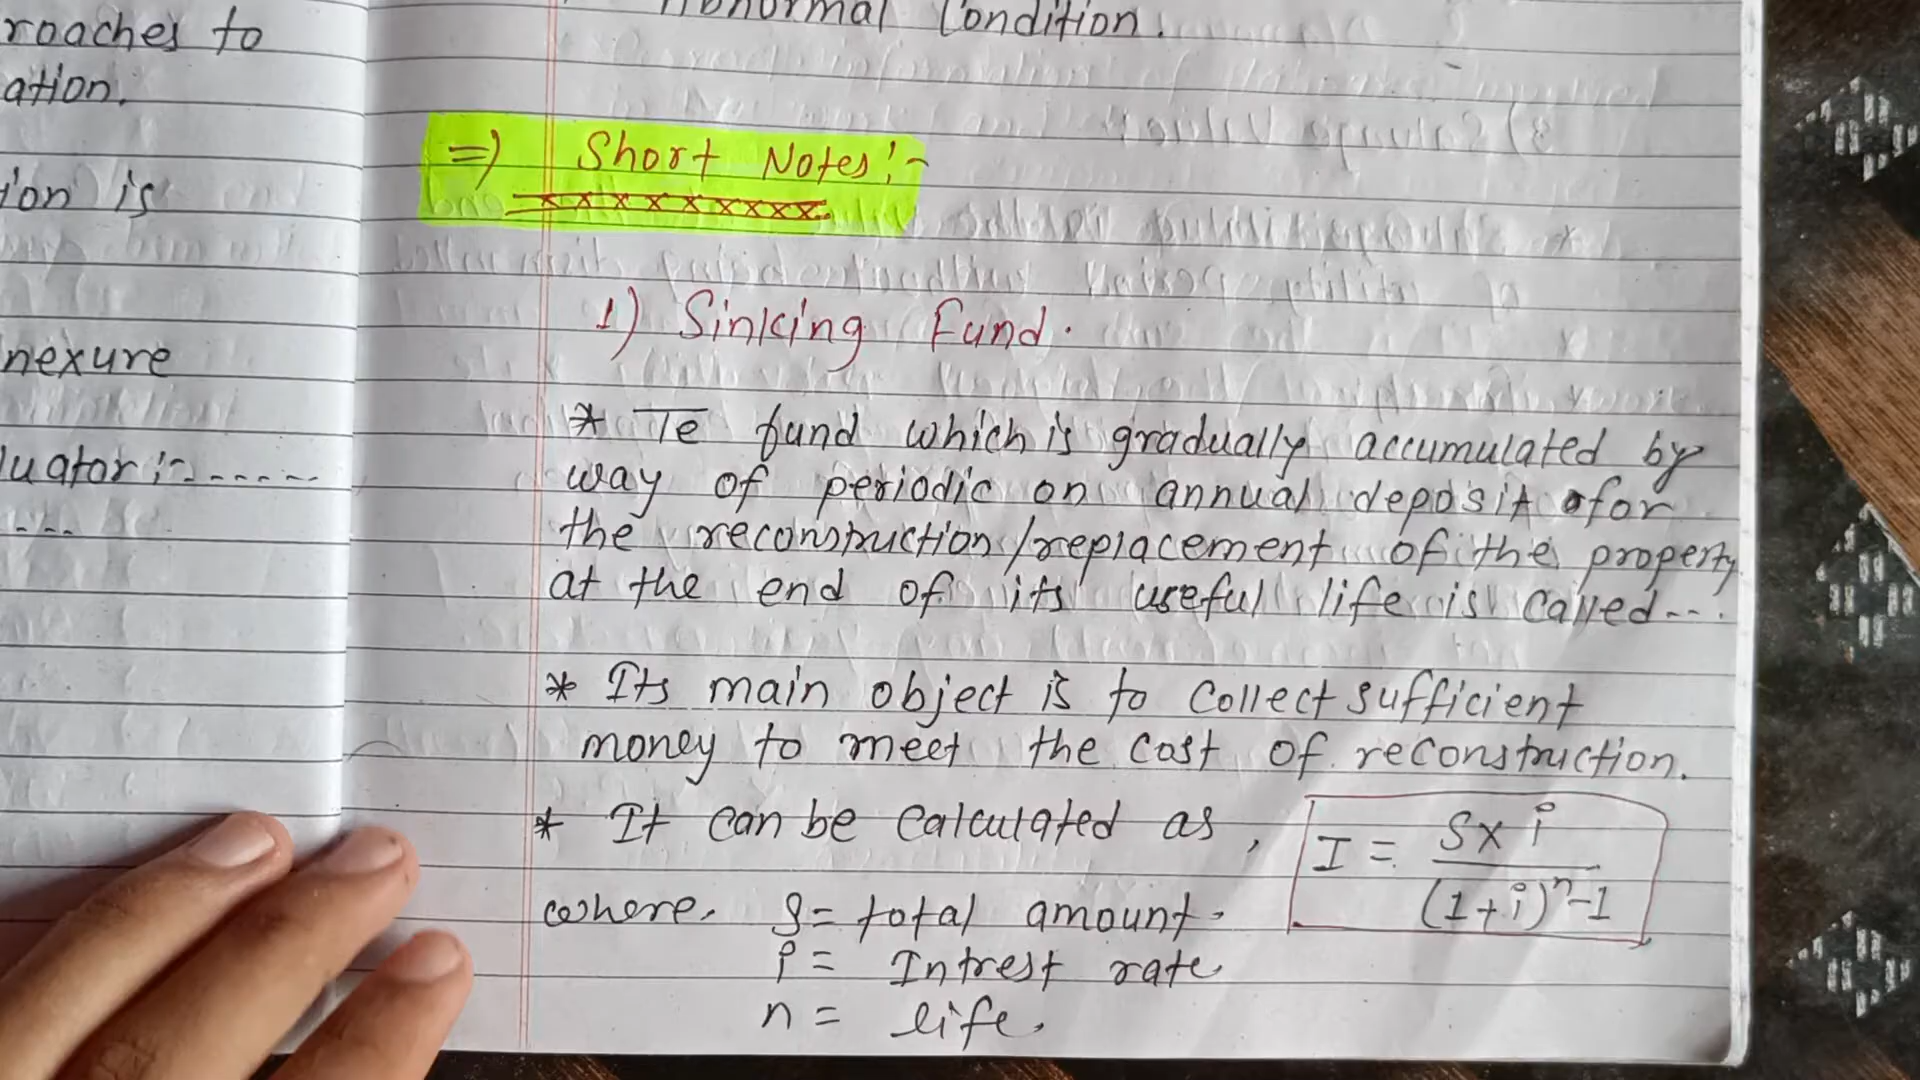 roaches to
ation.
ion is
nexure
luator :- -----
----
Abnormal Condition.
=) Short Notes :-
1) Sinking Fund.
* Te fund which is gradually accumulated by
way of periodic on annual deposit for
the reconstruction/replacement of the property
at the end of its useful life is called--.
* Its main object is to collect sufficient
money to meet the cost of reconstruction.
* It can be calculated as, I = S x i / (1+i)^n - 1
where. S = total amount.
i = Intrest rate
n = life.